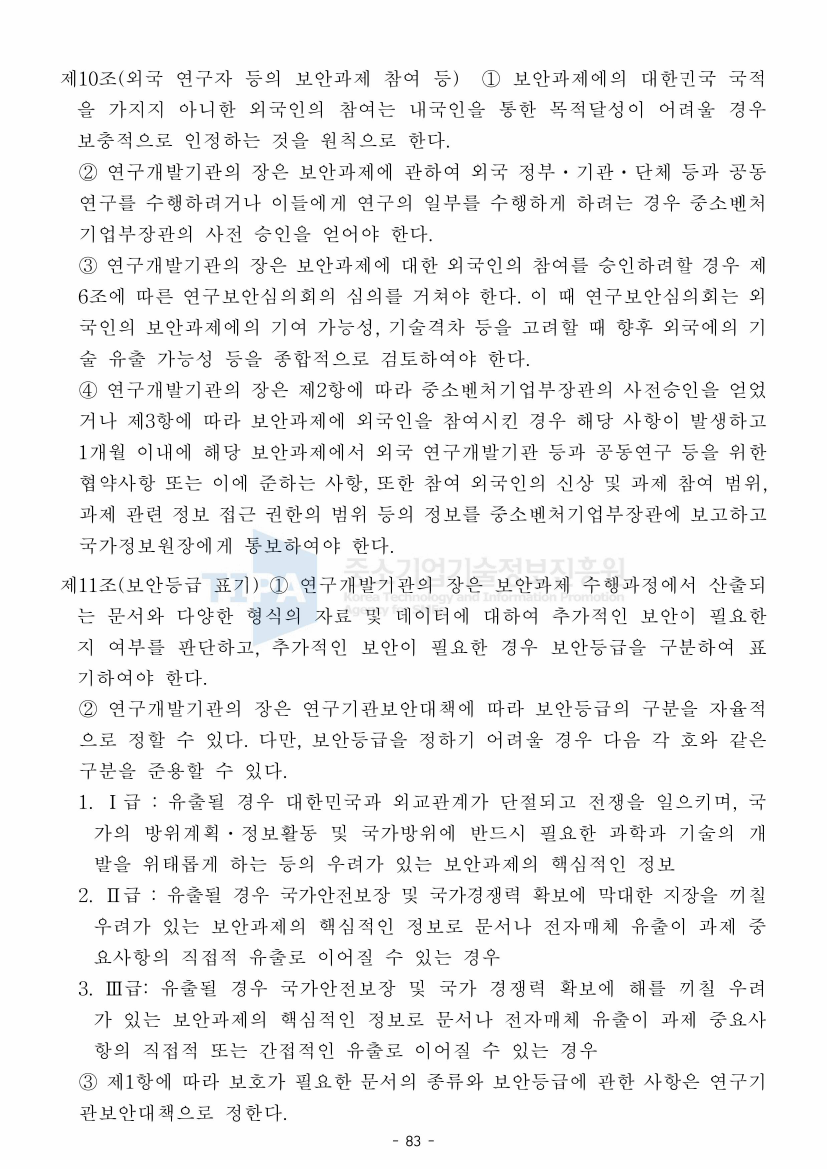 제10조(외국 연구자 등의 보안과제 참여 등) ① 보안과제에의 대한민국 국적
을 가지지 아니한 외국인의 참여는 내국인을 통한 목적달성이 어려울 경우
보충적으로 인정하는 것을 원칙으로 한다.
② 연구개발기관의 장은 보안과제에 관하여 외국 정부·기관·단체 등과 공동
연구를 수행하려거나 이들에게 연구의 일부를 수행하게 하려는 경우 중소벤처
기업부장관의 사전 승인을 얻어야 한다.
③ 연구개발기관의 장은 보안과제에 대한 외국인의 참여를 승인하려할 경우 제
6조에 따른 연구보안심의회의 심의를 거쳐야 한다. 이 때 연구보안심의회는 외
국인의 보안과제에의 기여 가능성, 기술격차 등을 고려할 때 향후 외국에의 기
술 유출 가능성 등을 종합적으로 검토하여야 한다.
④ 연구개발기관의 장은 제2항에 따라 중소벤처기업부장관의 사전승인을 얻었
거나 제3항에 따라 보안과제에 외국인을 참여시킨 경우 해당 사항이 발생하고
1개월 이내에 해당 보안과제에서 외국 연구개발기관 등과 공동연구 등을 위한
협약사항 또는 이에 준하는 사항, 또한 참여 외국인의 신상 및 과제 참여 범위,
과제 관련 정보 접근 권한의 범위 등의 정보를 중소벤처기업부장관에 보고하고
국가정보원장에게 통보하여야 한다.
TIPA 중소기업기술정보진흥원
Korea Technology and Information Promotion
Agency for SMEs
제11조(보안등급 표기) ① 연구개발기관의 장은 보안과제 수행과정에서 산출되
는 문서와 다양한 형식의 자료 및 데이터에 대하여 추가적인 보안이 필요한
지 여부를 판단하고, 추가적인 보안이 필요한 경우 보안등급을 구분하여 표
기하여야 한다.
② 연구개발기관의 장은 연구기관보안대책에 따라 보안등급의 구분을 자율적
으로 정할 수 있다. 다만, 보안등급을 정하기 어려울 경우 다음 각 호와 같은
구분을 준용할 수 있다.
1. Ⅰ급 : 유출될 경우 대한민국과 외교관계가 단절되고 전쟁을 일으키며, 국
가의 방위계획·정보활동 및 국가방위에 반드시 필요한 과학과 기술의 개
발을 위태롭게 하는 등의 우려가 있는 보안과제의 핵심적인 정보
2. Ⅱ급 : 유출될 경우 국가안전보장 및 국가경쟁력 확보에 막대한 지장을 끼칠
우려가 있는 보안과제의 핵심적인 정보로 문서나 전자매체 유출이 과제 중
요사항의 직접적 유출로 이어질 수 있는 경우
3. Ⅲ급: 유출될 경우 국가안전보장 및 국가 경쟁력 확보에 해를 끼칠 우려
가 있는 보안과제의 핵심적인 정보로 문서나 전자매체 유출이 과제 중요사
항의 직접적 또는 간접적인 유출로 이어질 수 있는 경우
③ 제1항에 따라 보호가 필요한 문서의 종류와 보안등급에 관한 사항은 연구기
관보안대책으로 정한다.
- 83 -